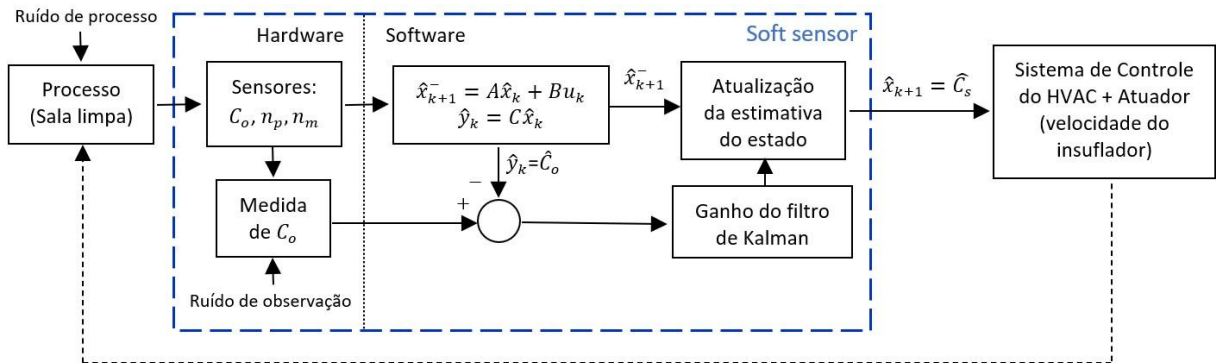 Ruído de processo
Processo
(Sala limpa)
Hardware
Sensores:
C_o, n_p, n_m
Medida
de C_o
Ruído de observação
Software
Soft sensor
x̂⁻_{k+1} = Ax̂_k + Bu_k
ŷ_k = Cx̂_k
x̂⁻_{k+1}
ŷ_k=Ĉ_o
−
+
Atualização
da estimativa
do estado
Ganho do filtro
de Kalman
x̂_{k+1} = Ĉ_s
Sistema de Controle
do HVAC + Atuador
(velocidade do
insuflador)